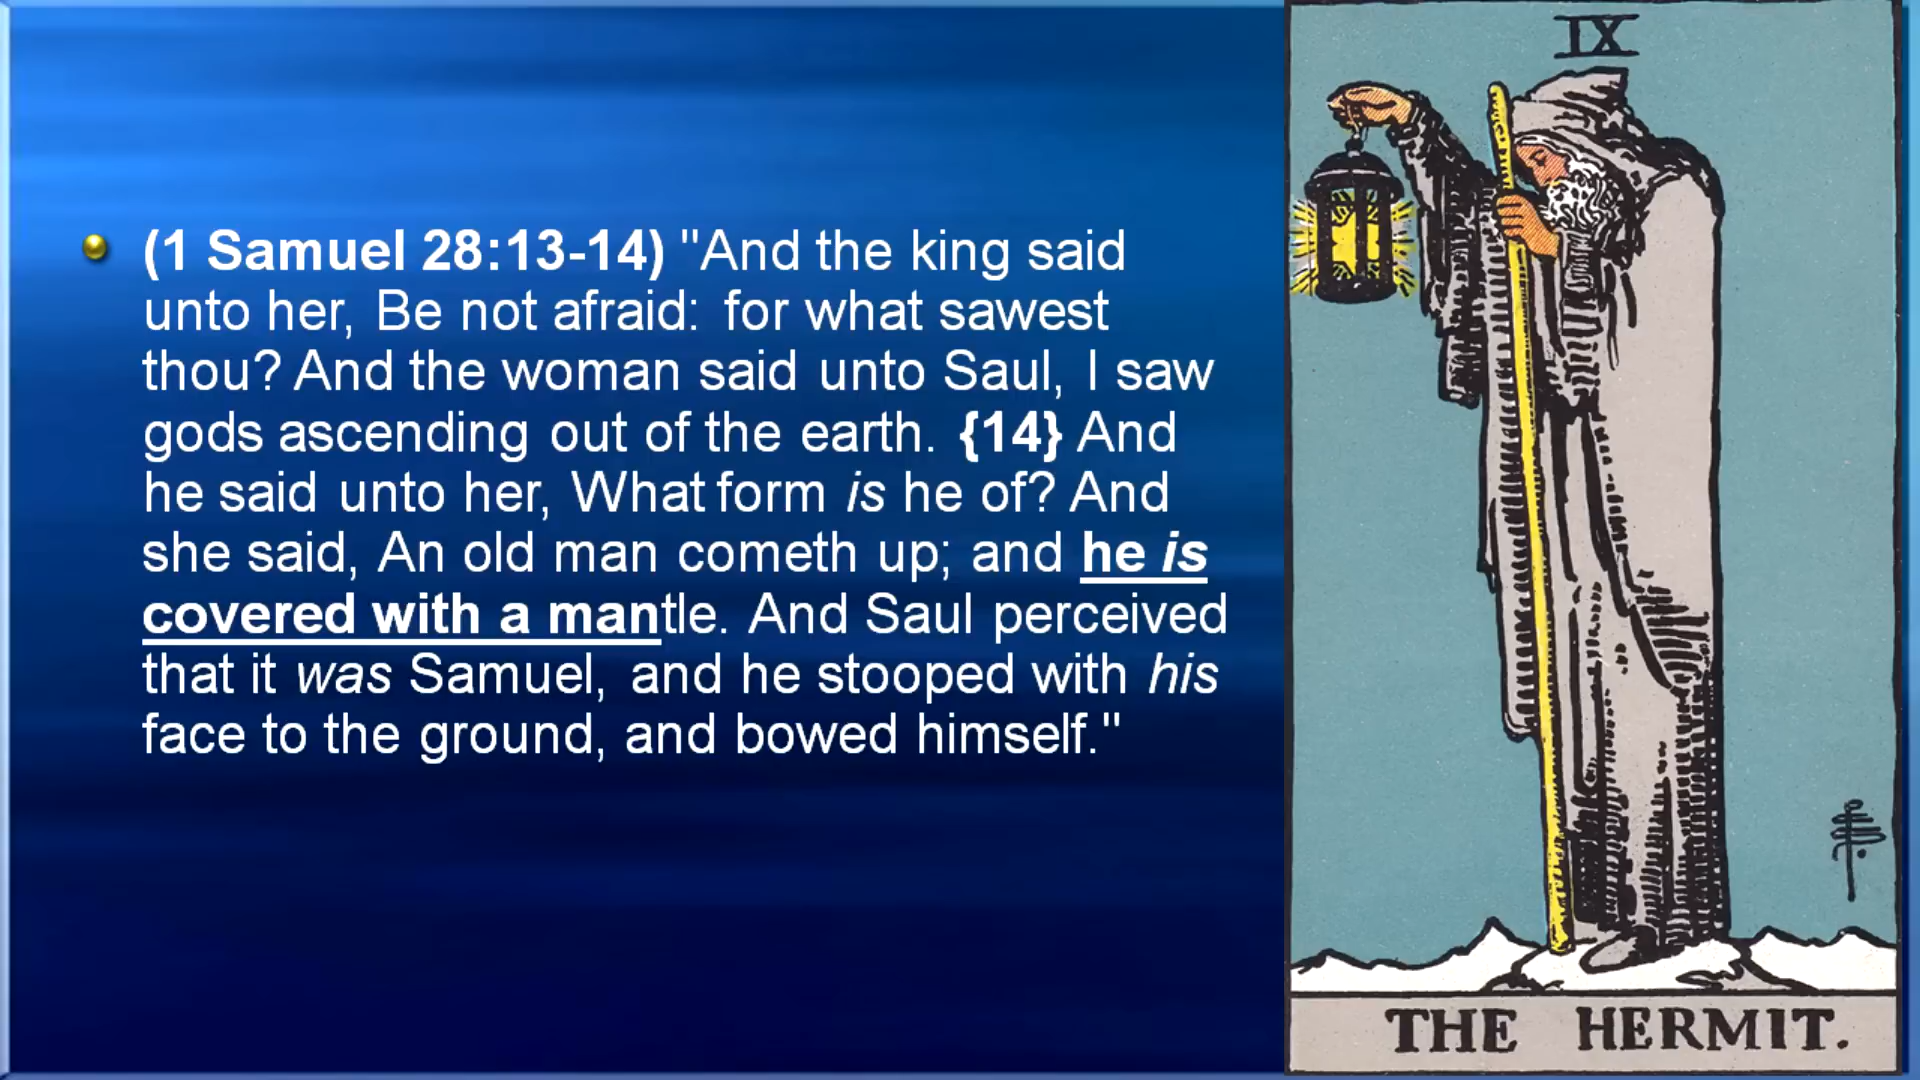 (1 Samuel 28:13-14) "And the king said
unto her, Be not afraid: for what sawest
thou? And the woman said unto Saul, I saw
gods ascending out of the earth. {14} And
he said unto her, What form is he of? And
she said, An old man cometh up; and he is
covered with a mantle. And Saul perceived
that it was Samuel, and he stooped with his
face to the ground, and bowed himself."
IX
THE HERMIT.